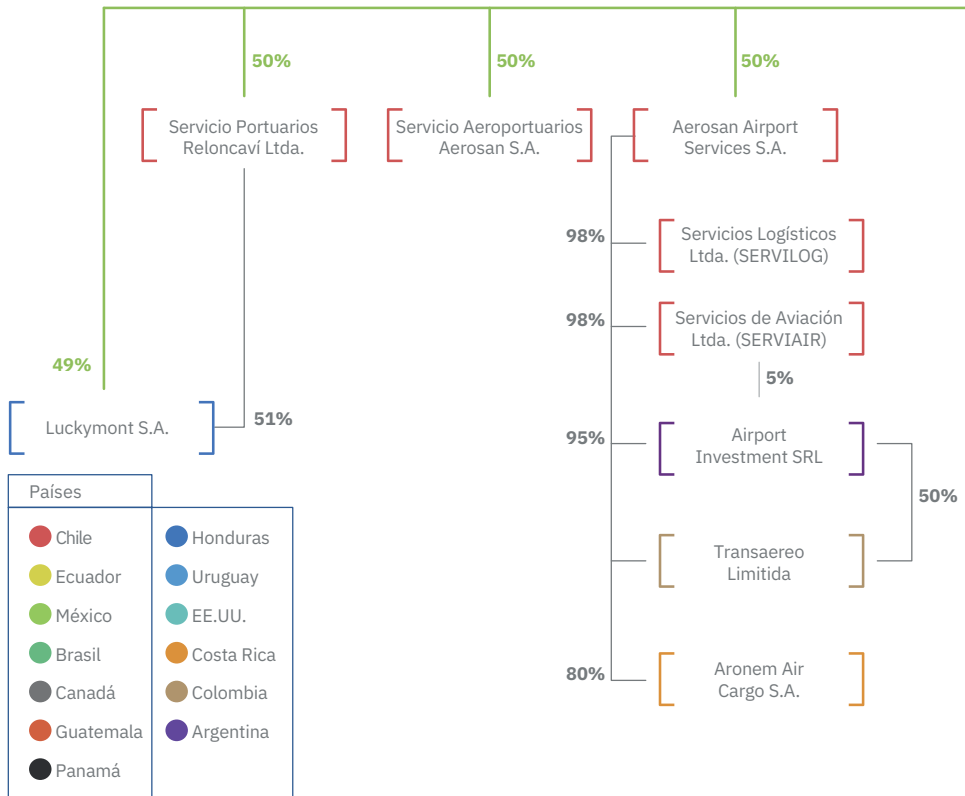 50%
50%
50%
Servicio Portuarios
Reloncaví Ltda.
Servicio Aeroportuarios
Aerosan S.A.
Aerosan Airport
Services S.A.
98%
Servicios Logísticos
Ltda. (SERVILOG)
98%
Servicios de Aviación
Ltda. (SERVIAIR)
49%
5%
Luckymont S.A.
51%
95%
Airport
Investment SRL
50%
Transaereo
Limitida
80%
Aronem Air
Cargo S.A.
Países
Chile
Ecuador
México
Brasil
Canadá
Guatemala
Panamá
Honduras
Uruguay
EE.UU.
Costa Rica
Colombia
Argentina